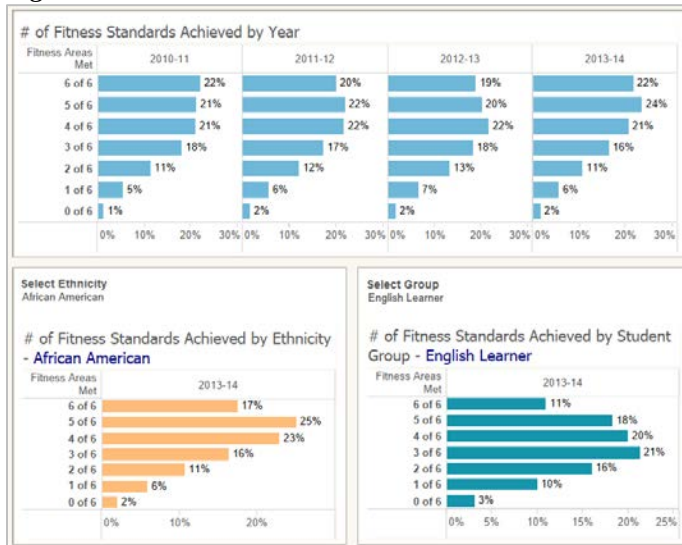 # of Fitness Standards Achieved by Year
Fitness Areas Met 2010-11 2011-12 2012-13 2013-14
6 of 6 22% 20% 19% 22%
5 of 6 21% 22% 20% 24%
4 of 6 21% 22% 22% 21%
3 of 6 18% 17% 18% 16%
2 of 6 11% 12% 13% 11%
1 of 6 5% 6% 7% 6%
0 of 6 1% 2% 2% 2%
0% 10% 20% 30% 0% 10% 20% 30% 0% 10% 20% 30% 0% 10% 20% 30%
Select Ethnicity
African American
# of Fitness Standards Achieved by Ethnicity
- African American
Fitness Areas
Met
2013-14
6 of 6 17%
5 of 6 25%
4 of 6 23%
3 of 6 16%
2 of 6 11%
1 of 6 6%
0 of 6 2%
0% 10% 20%
Select Group
English Learner
# of Fitness Standards Achieved by Student
Group - English Learner
Fitness Areas
Met
2013-14
6 of 6 11%
5 of 6 18%
4 of 6 20%
3 of 6 21%
2 of 6 16%
1 of 6 10%
0 of 6 3%
0% 5% 10% 15% 20% 25%